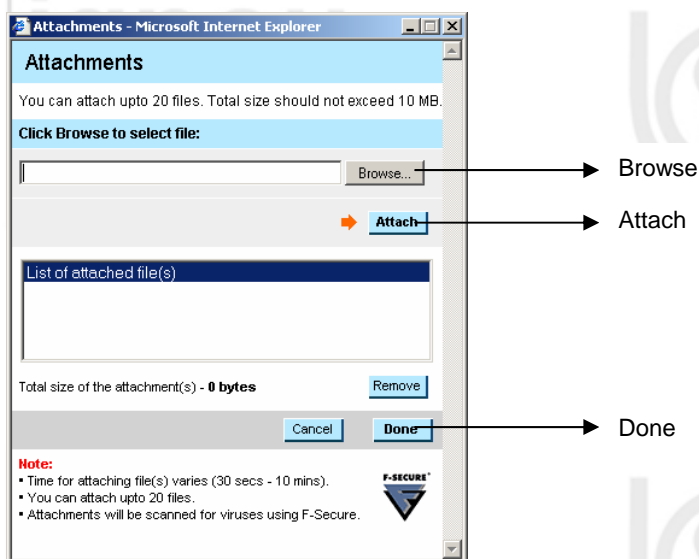 Attachments - Microsoft Internet Explorer
Attachments
You can attach upto 20 files. Total size should not exceed 10 MB.
Click Browse to select file:
Browse...
Browse
Attach
Attach
List of attached file(s)
Total size of the attachment(s) - 0 bytes
Remove
Cancel
Done
Done
Note:
▪ Time for attaching file(s) varies (30 secs - 10 mins).
▪ You can attach upto 20 files.
▪ Attachments will be scanned for viruses using F-Secure.
F-SECURE